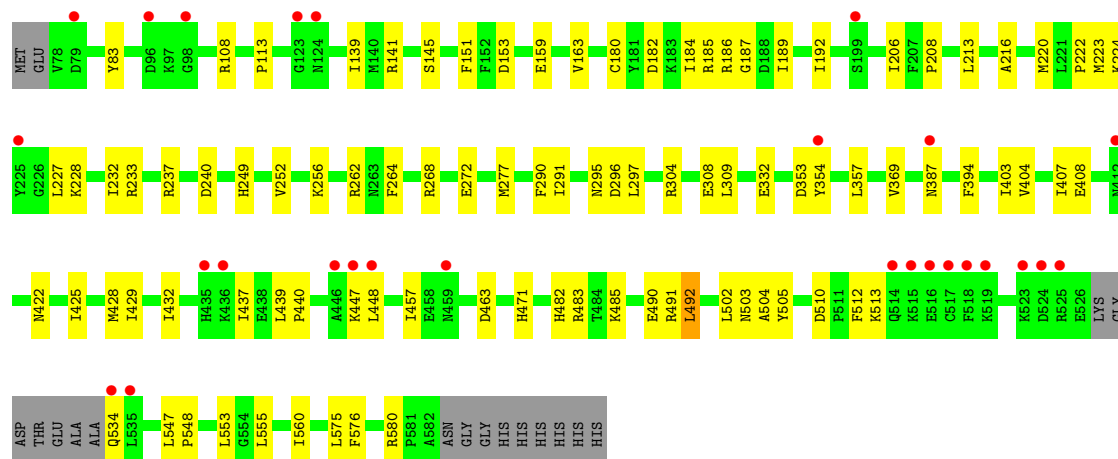 MET GLU V78 D79 Y83 D96 K97 G98 R108 P113 G123 N124 I139 M140 R141 S145 F151 F152 D153 E159 V163 C180 Y181 D182 K183 I184 R185 R186 G187 D188 I189 I192 S199 I206 F207 P208 L213 A216 M220 L221 P222 M223 K224
Y225 G226 L227 K228 I232 R233 R237 D240 H249 V252 K256 R262 N263 F264 R268 E272 M277 F290 I291 N295 D296 L297 R304 E308 L309 E332 D353 Y354 L357 V369 N387 F394 I403 V404 I407 E408 N412
N422 I425 M428 I429 I432 H435 K436 I437 E438 L439 P440 A446 K447 L448 I457 E458 N459 D463 H471 H482 R483 T484 K485 E490 R491 L492 L502 N503 A504 Y505 D510 P511 F512 K513 Q514 K515 E516 C517 F518 K519 K523 D524 R525 E526 LYS GLY
ASP THR GLU ALA ALA Q534 L535 L547 P548 L553 G554 L555 I560 L575 F576 R580 P581 A582 ASN GLY GLY HIS HIS HIS HIS HIS HIS